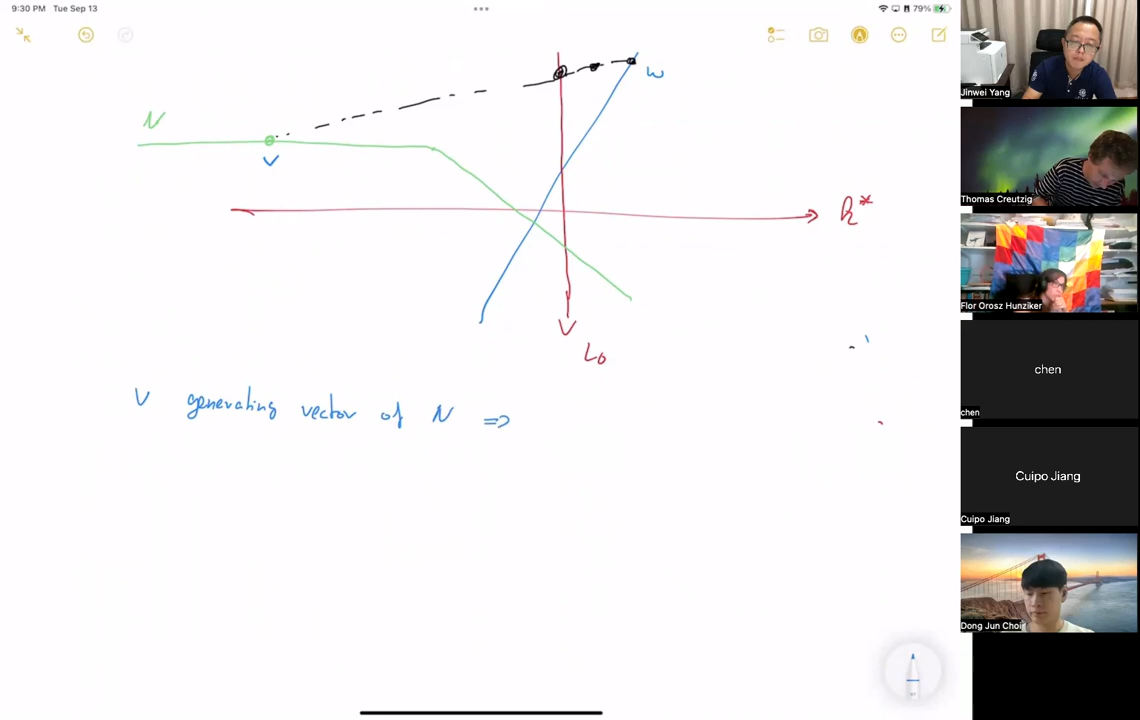 9:30 PM Tue Sep 13
79%
N
w
v
h*
L0
v generating vector of N =>
Jinwei Yang
Thomas Creutzig
Flor Orosz Hunziker
chen
chen
Cuipo Jiang
Cuipo Jiang
Dong Jun Choi